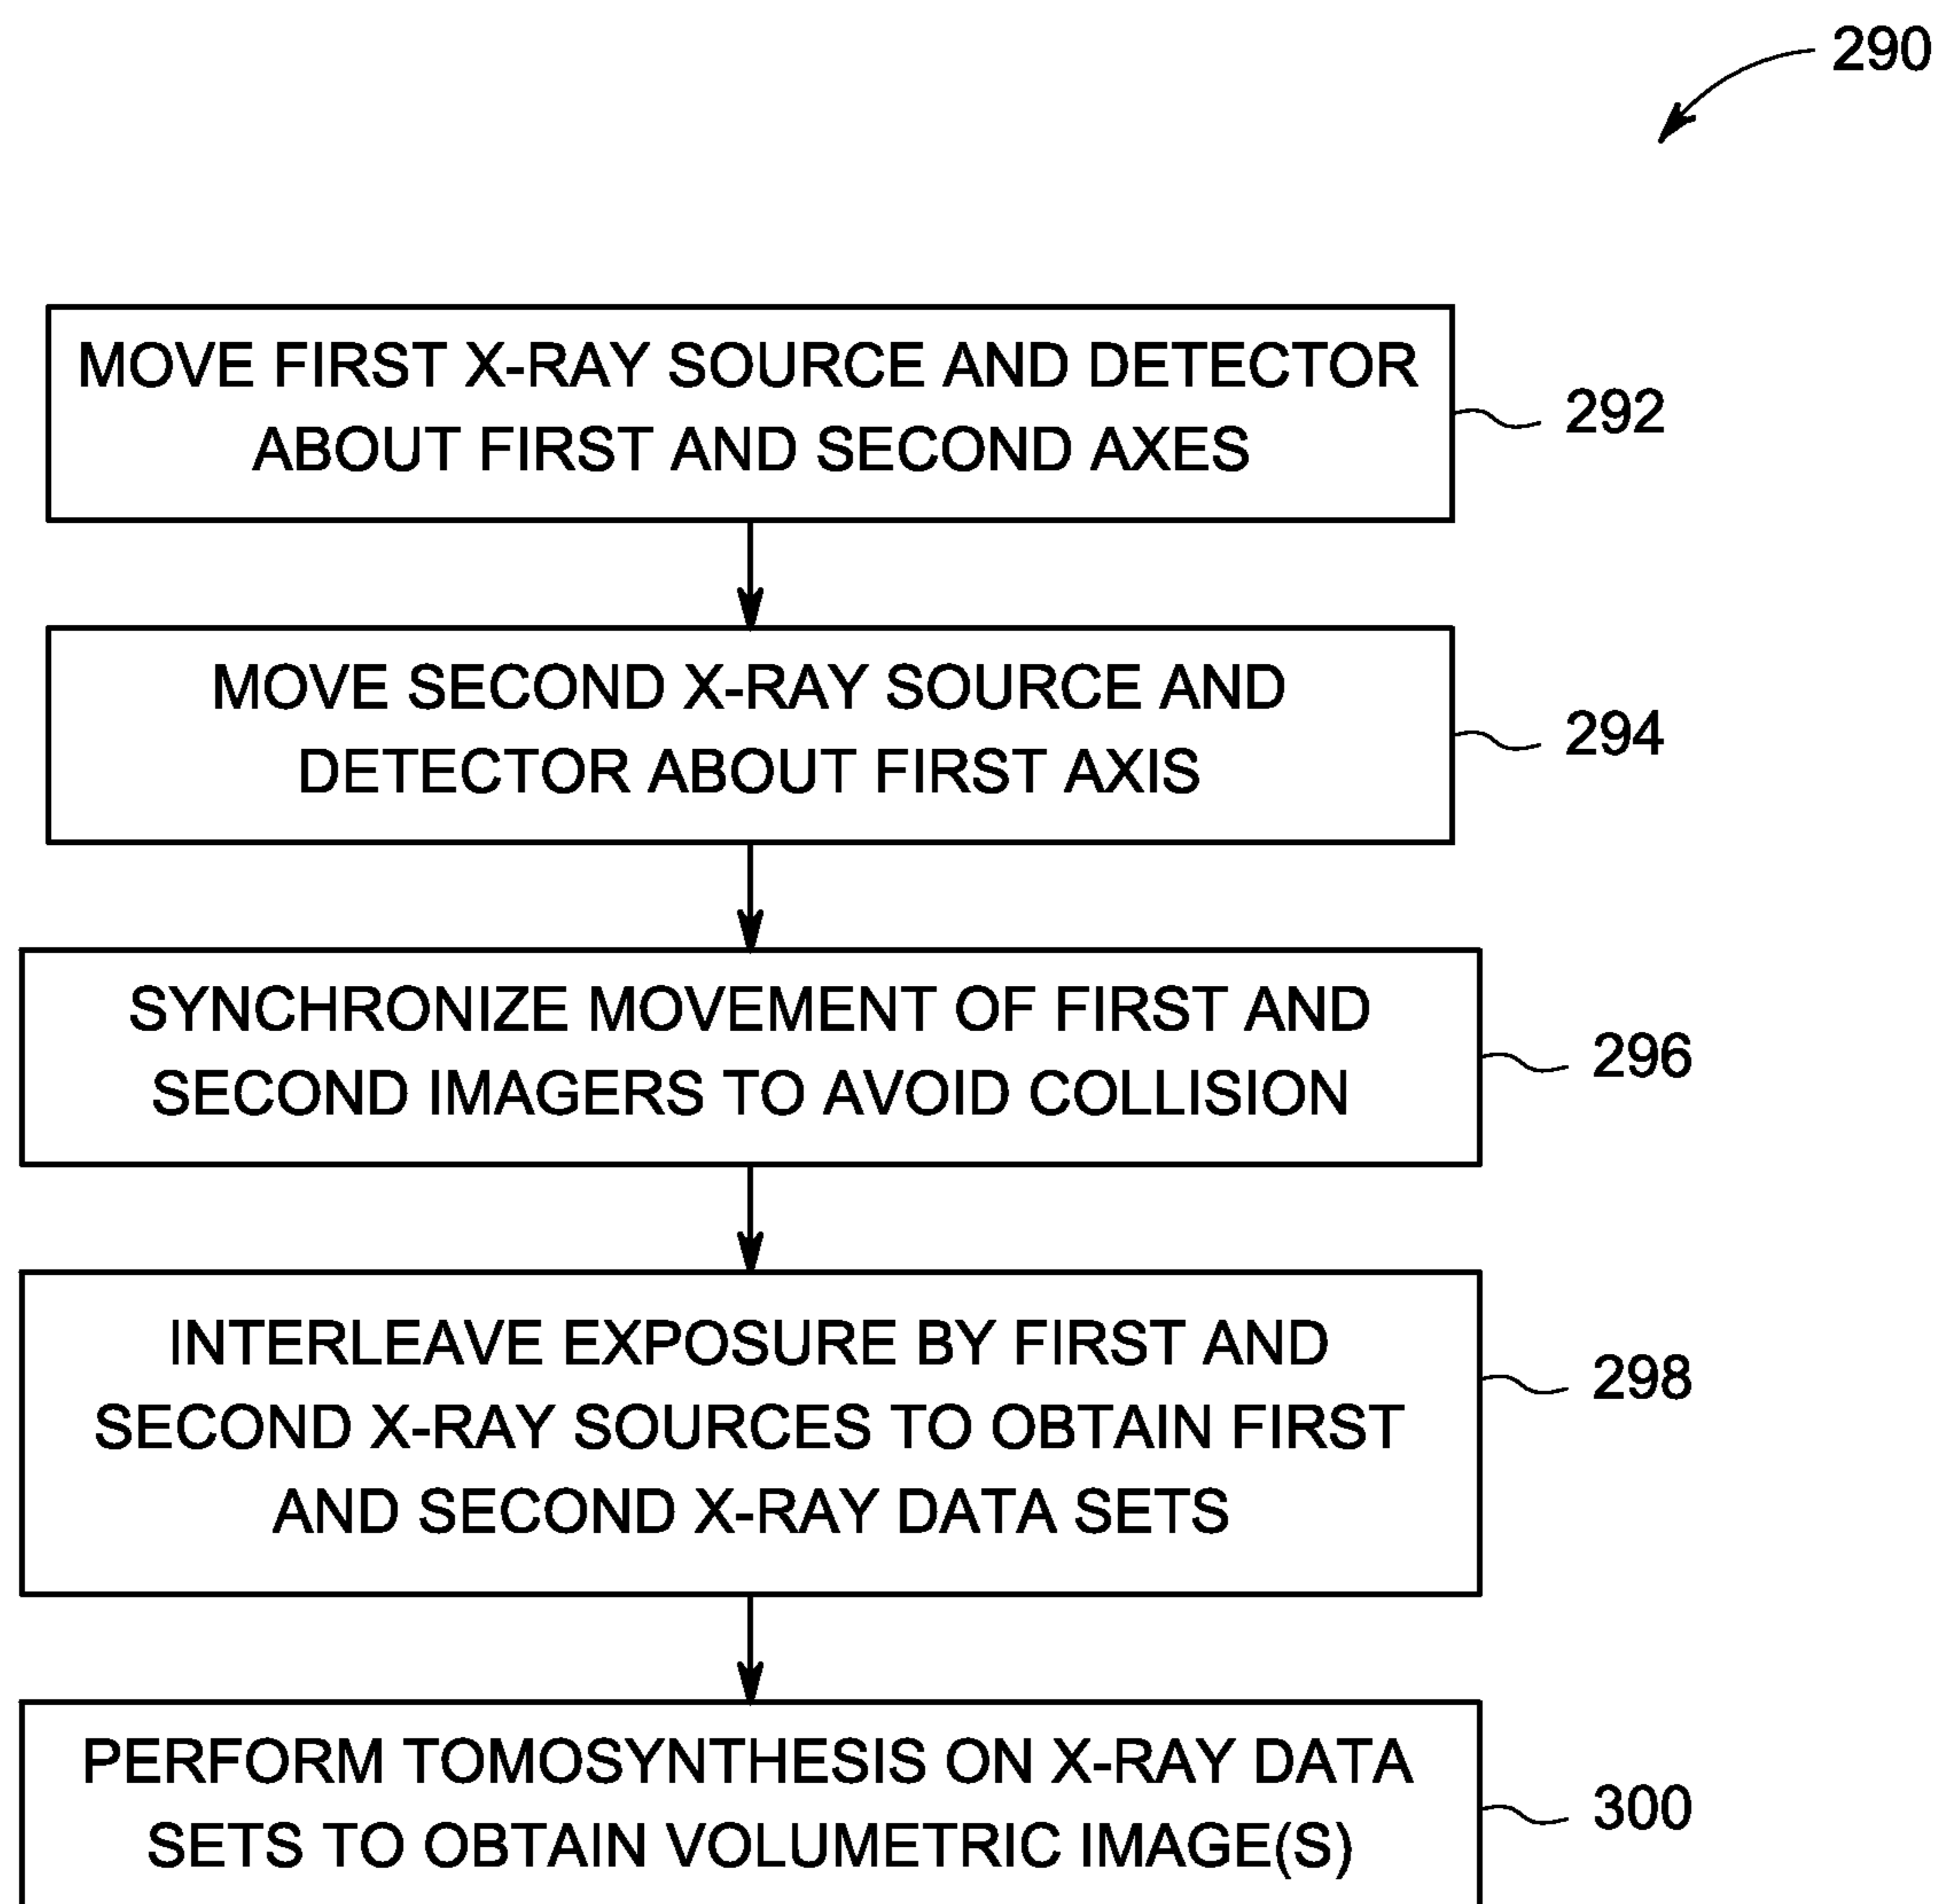 290
MOVE FIRST X-RAY SOURCE AND DETECTOR
ABOUT FIRST AND SECOND AXES
292
MOVE SECOND X-RAY SOURCE AND
DETECTOR ABOUT FIRST AXIS
294
SYNCHRONIZE MOVEMENT OF FIRST AND
SECOND IMAGERS TO AVOID COLLISION
296
INTERLEAVE EXPOSURE BY FIRST AND
SECOND X-RAY SOURCES TO OBTAIN FIRST
AND SECOND X-RAY DATA SETS
298
PERFORM TOMOSYNTHESIS ON X-RAY DATA
SETS TO OBTAIN VOLUMETRIC IMAGE(S)
300